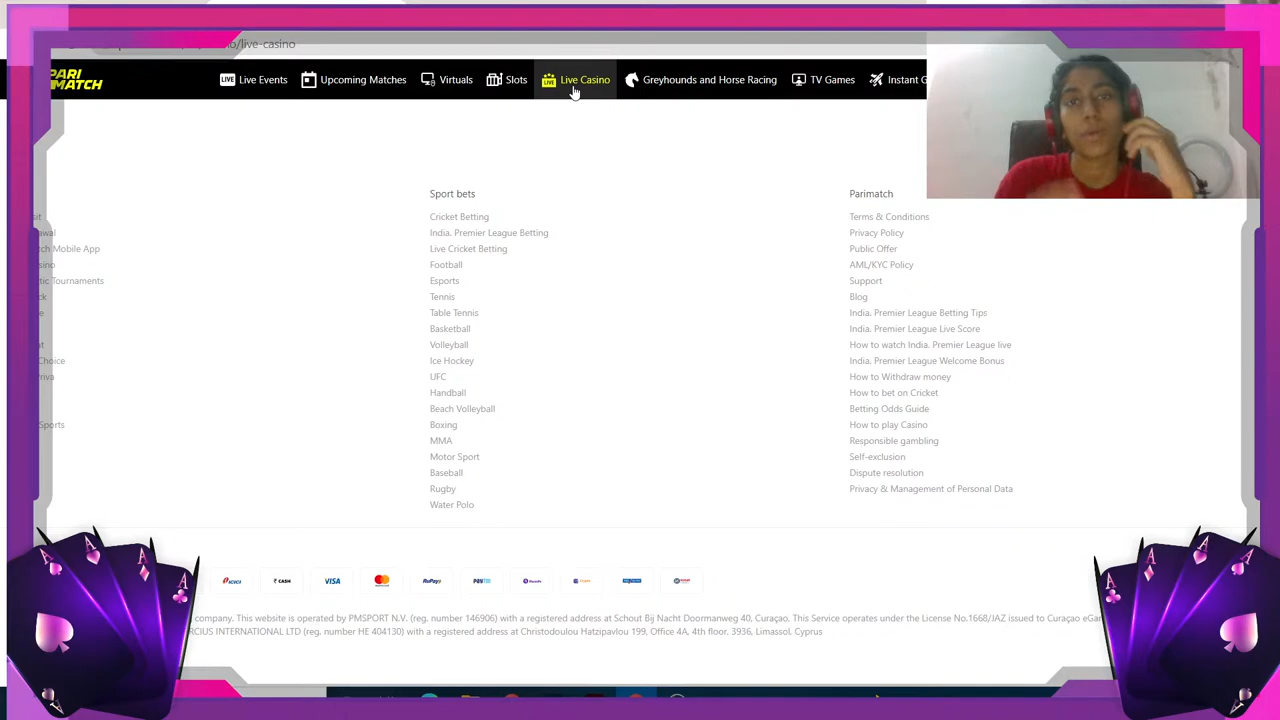 /live-casino
PARI
MATCH
Live Events
Upcoming Matches
Virtuals
Slots
LIVE Live Casino
Greyhounds and Horse Racing
TV Games
Instant G
Sport bets
Cricket Betting
India. Premier League Betting
Live Cricket Betting
Football
Esports
Tennis
Table Tennis
Basketball
Volleyball
Ice Hockey
UFC
Handball
Beach Volleyball
Boxing
MMA
Motor Sport
Baseball
Rugby
Water Polo
Parimatch
Terms & Conditions
Privacy Policy
Public Offer
AML/KYC Policy
Support
Blog
India. Premier League Betting Tips
India. Premier League Live Score
How to watch India. Premier League live
India. Premier League Welcome Bonus
How to Withdraw money
How to bet on Cricket
Betting Odds Guide
How to play Casino
Responsible gambling
Self-exclusion
Dispute resolution
Privacy & Management of Personal Data
ch Mobile App
tic Tournaments
Choice
Sports
ICICI
₹ CASH
VISA
RuPay
PAYTM
company. This website is operated by PMSPORT N.V. (reg. number 146906) with a registered address at Schout Bij Nacht Doormanweg 40, Curaçao. This Service operates under the License No.1668/JAZ issued to Curaçao eGa
RCIUS INTERNATIONAL LTD (reg. number HE 404130) with a registered address at Christodoulou Hatzipavlou 199, Office 4A, 4th floor, 3936, Limassol, Cyprus